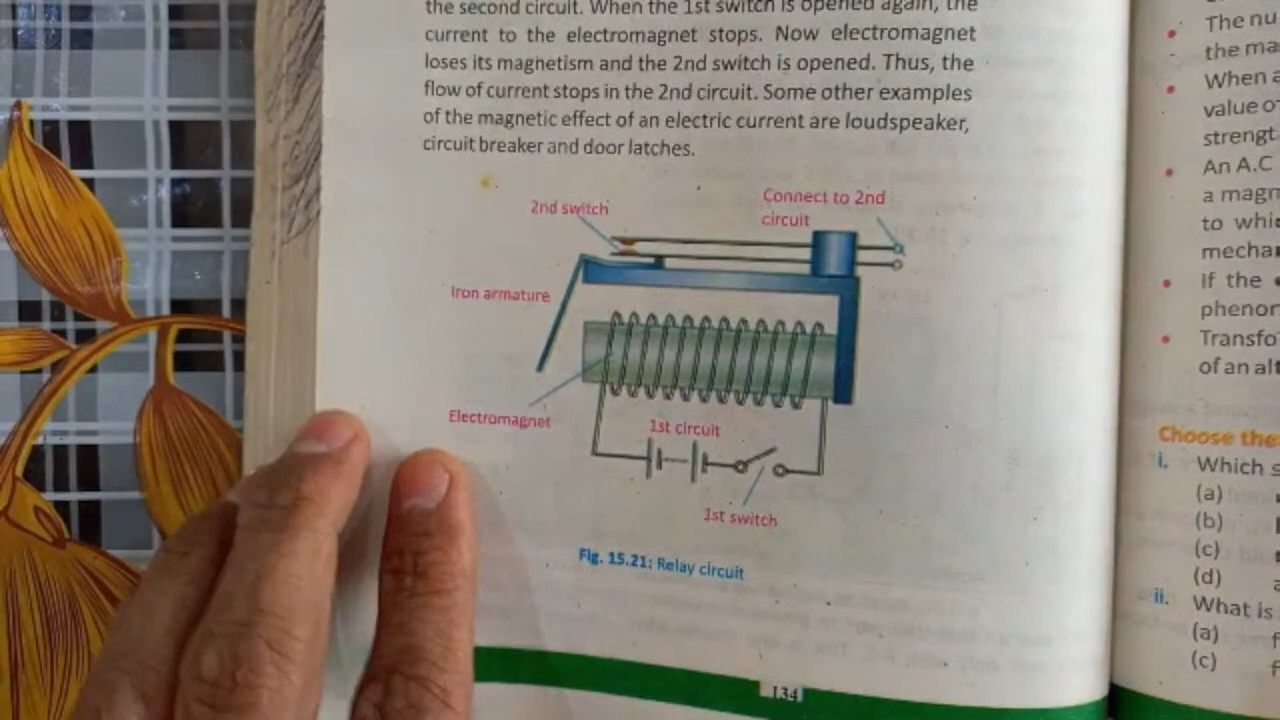 the second circuit. When the 1st switch is opened again, the
current to the electromagnet stops. Now electromagnet
loses its magnetism and the 2nd switch is opened. Thus, the
flow of current stops in the 2nd circuit. Some other examples
of the magnetic effect of an electric current are loudspeaker,
circuit breaker and door latches.
2nd switch
Connect to 2nd
circuit
Iron armature
Electromagnet
1st circuit
1st switch
Fig. 15.21: Relay circuit
134
The nu
the ma
When a
value o
strengt
An A.C
a magn
to whic
mechan
If the
phenor
Transfo
of an alt
Choose the
i. Which s
(a)
(b)
(c)
(d)
ii. What is
(a) f
(c) f